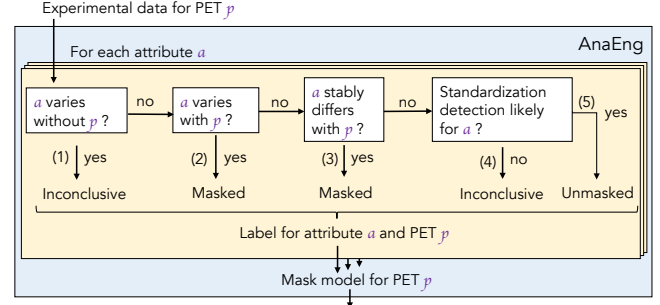 Experimental data for PET p
AnaEng
For each attribute a
a varies
without p ?
no
a varies
with p ?
no
a stably
differs
with p ?
no
Standardization
detection likely
for a ?
(5)
yes
(1)
yes
(2)
yes
(3)
yes
(4)
no
Inconclusive
Masked
Masked
Inconclusive
Unmasked
Label for attribute a and PET p
Mask model for PET p